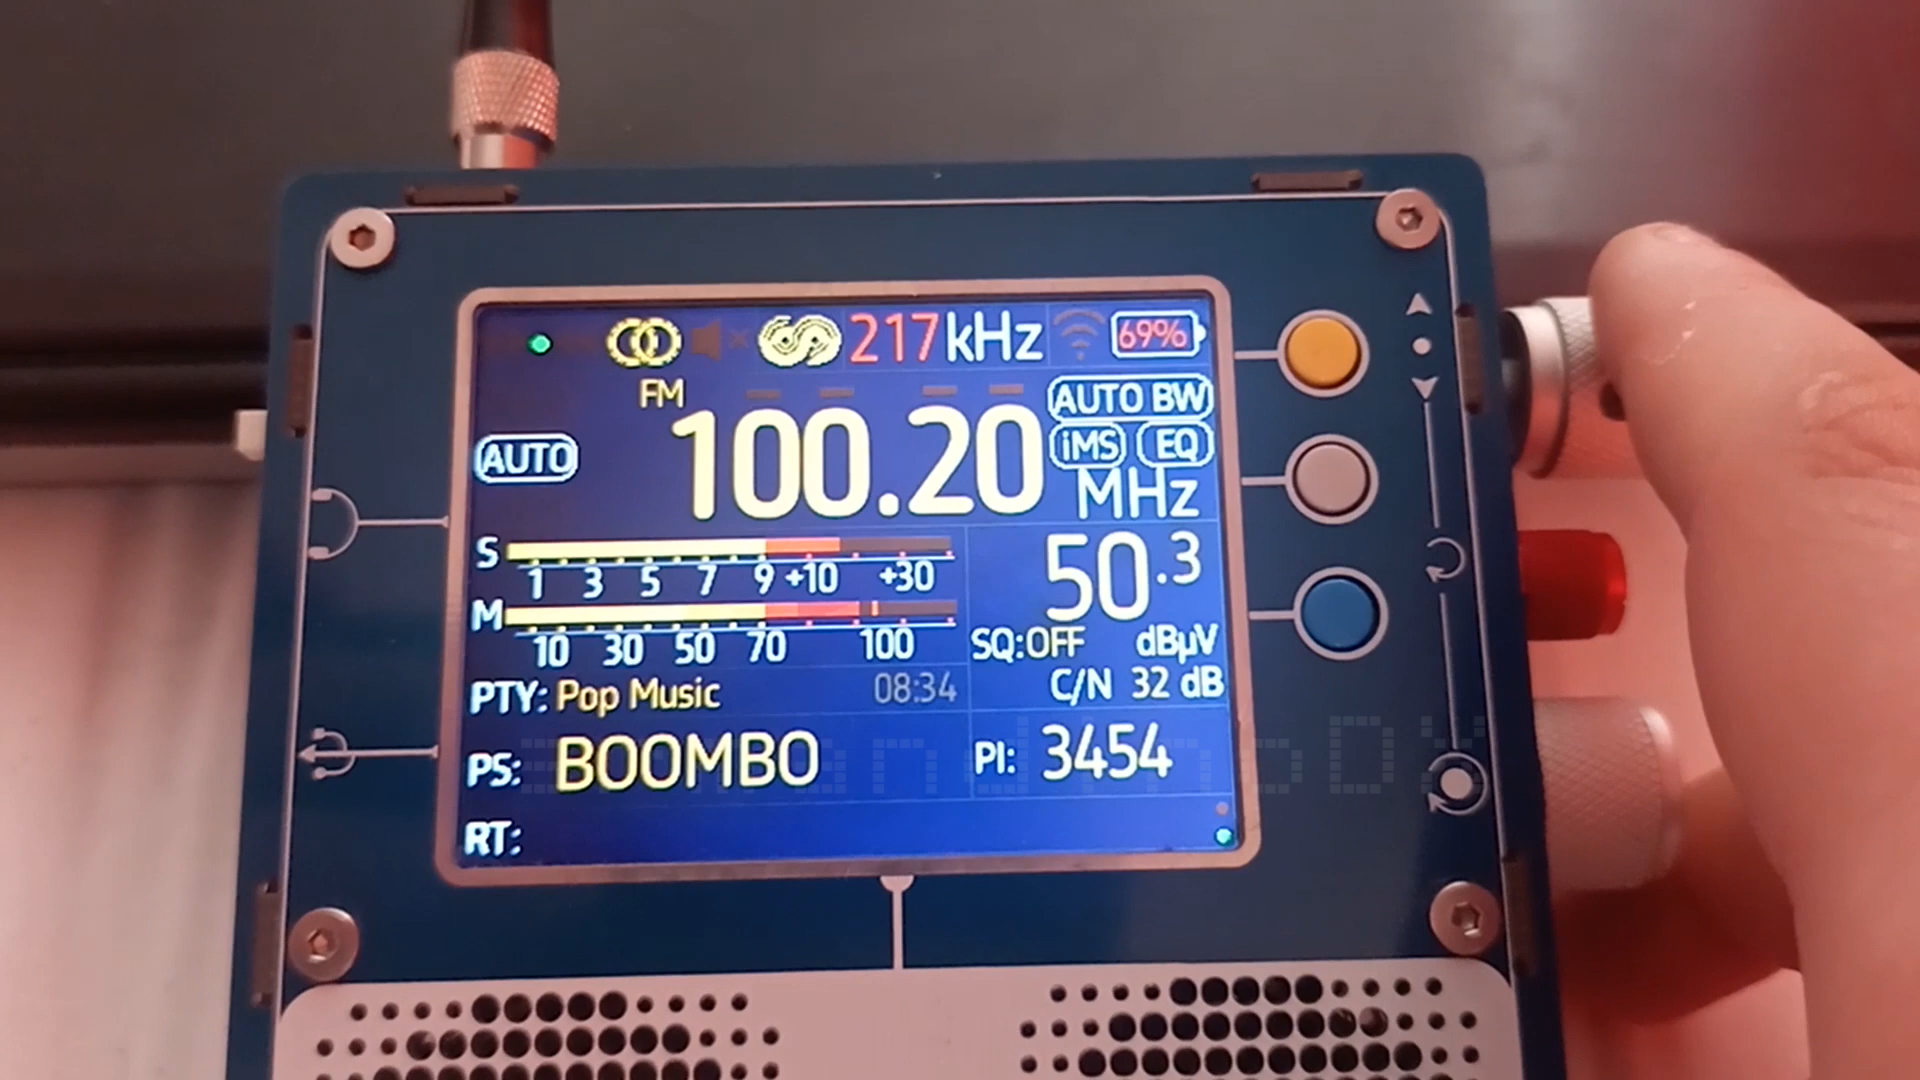 217 kHz 69%
FM AUTO BW
AUTO 100.20 iMS EQ
MHz
S 1 3 5 7 9 +10 +30 50.3
M 10 30 50 70 100 SQ:OFF dBµV
PTY: Pop Music 08:34 C/N 32 dB
PS: BOOMBO PI: 3454
RT: